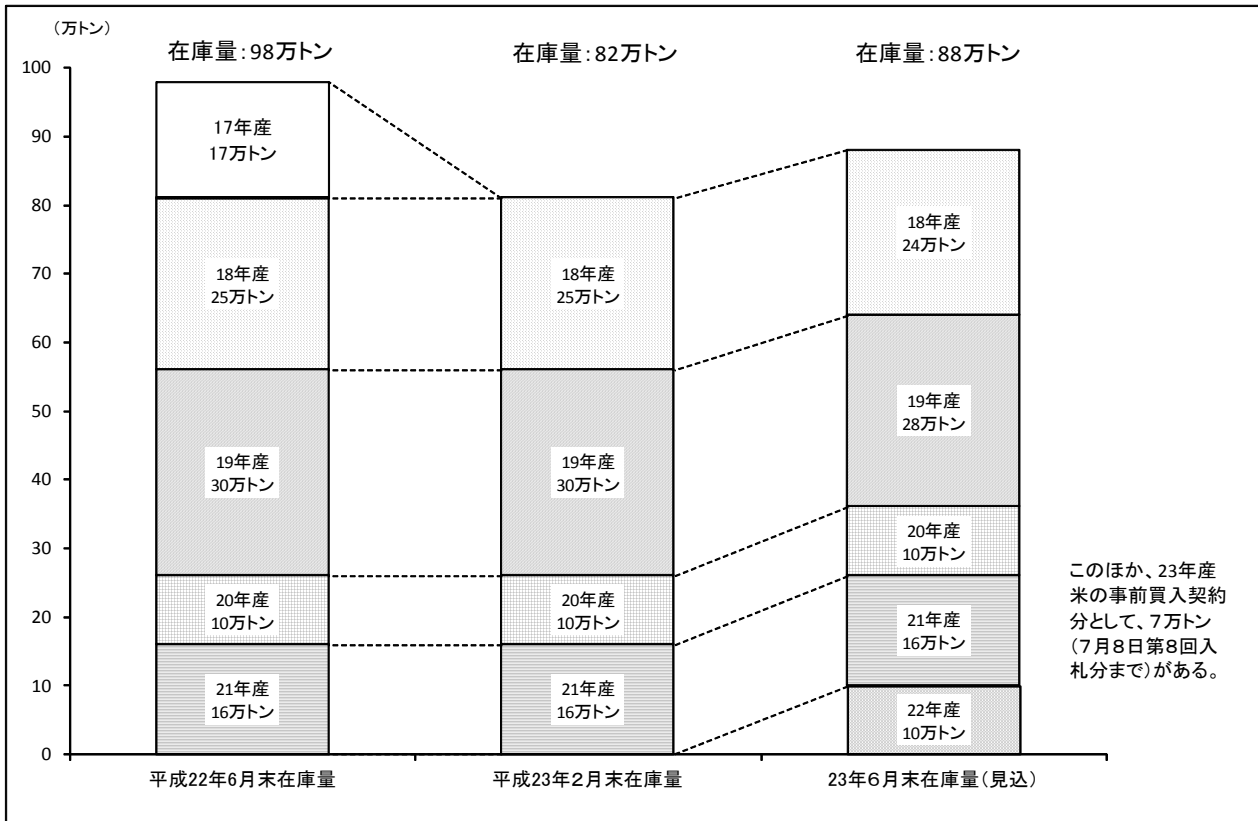 （万トン）
在庫量：98万トン
在庫量：82万トン
在庫量：88万トン
100
90
80
70
60
50
40
30
20
10
0
17年産
17万トン
18年産
25万トン
19年産
30万トン
20年産
10万トン
21年産
16万トン
18年産
25万トン
19年産
30万トン
20年産
10万トン
21年産
16万トン
18年産
24万トン
19年産
28万トン
20年産
10万トン
21年産
16万トン
22年産
10万トン
このほか、23年産
米の事前買入契約
分として、７万トン
（７月８日第８回入
札分まで）がある。
平成22年6月末在庫量
平成23年２月末在庫量
23年６月末在庫量（見込）